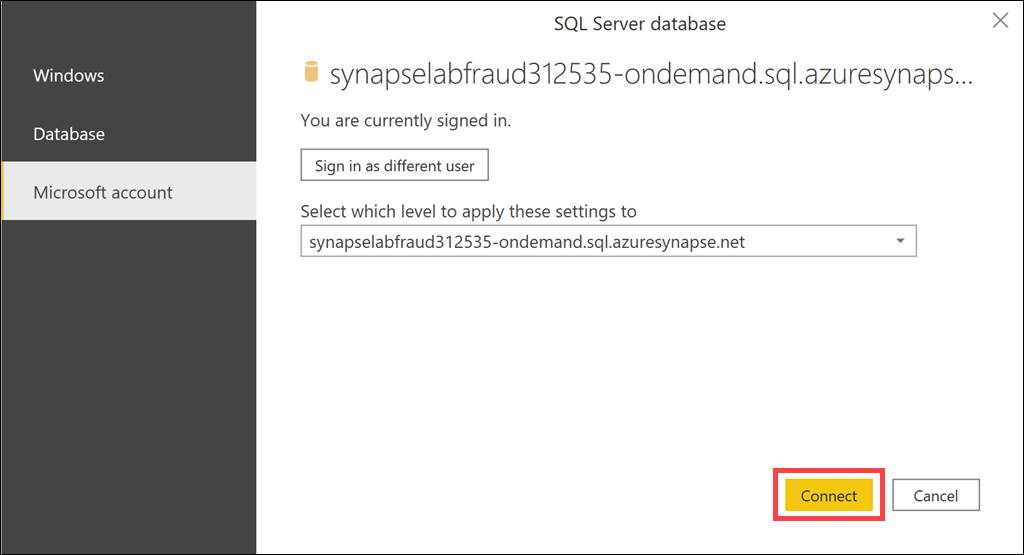 SQL Server database
Windows
Database
Microsoft account
synapselabfraud312535-ondemand.sql.azuresynaps...
You are currently signed in.
Sign in as different user
Select which level to apply these settings to
synapselabfraud312535-ondemand.sql.azuresynapse.net
Connect
Cancel